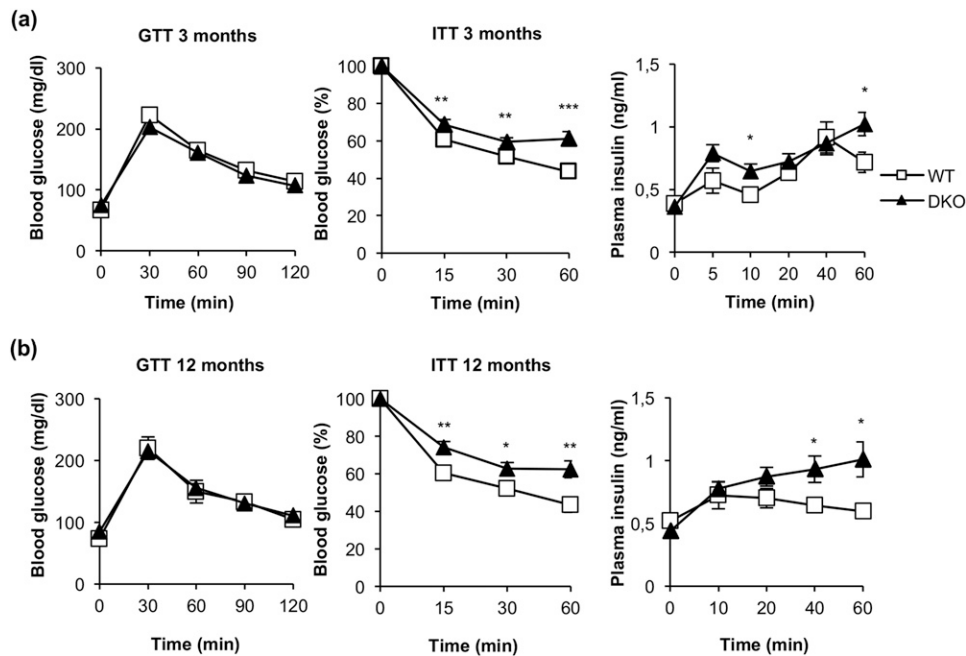 (a)
GTT 3 months
Blood glucose (mg/dl)
300
200
100
0
0 30 60 90 120
Time (min)
ITT 3 months
Blood glucose (%)
100
80
60
40
20
0
** ** ***
0 15 30 60
Time (min)
Plasma insulin (ng/ml)
1,5
1
0,5
0
* *
0 5 10 20 40 60
Time (min)
WT
DKO
(b)
GTT 12 months
Blood glucose (mg/dl)
300
200
100
0
0 30 60 90 120
Time (min)
ITT 12 months
Blood glucose (%)
100
80
60
40
20
0
** * **
0 15 30 60
Time (min)
Plasma insulin (ng/ml)
1,5
1
0,5
0
* *
0 10 20 40 60
Time (min)